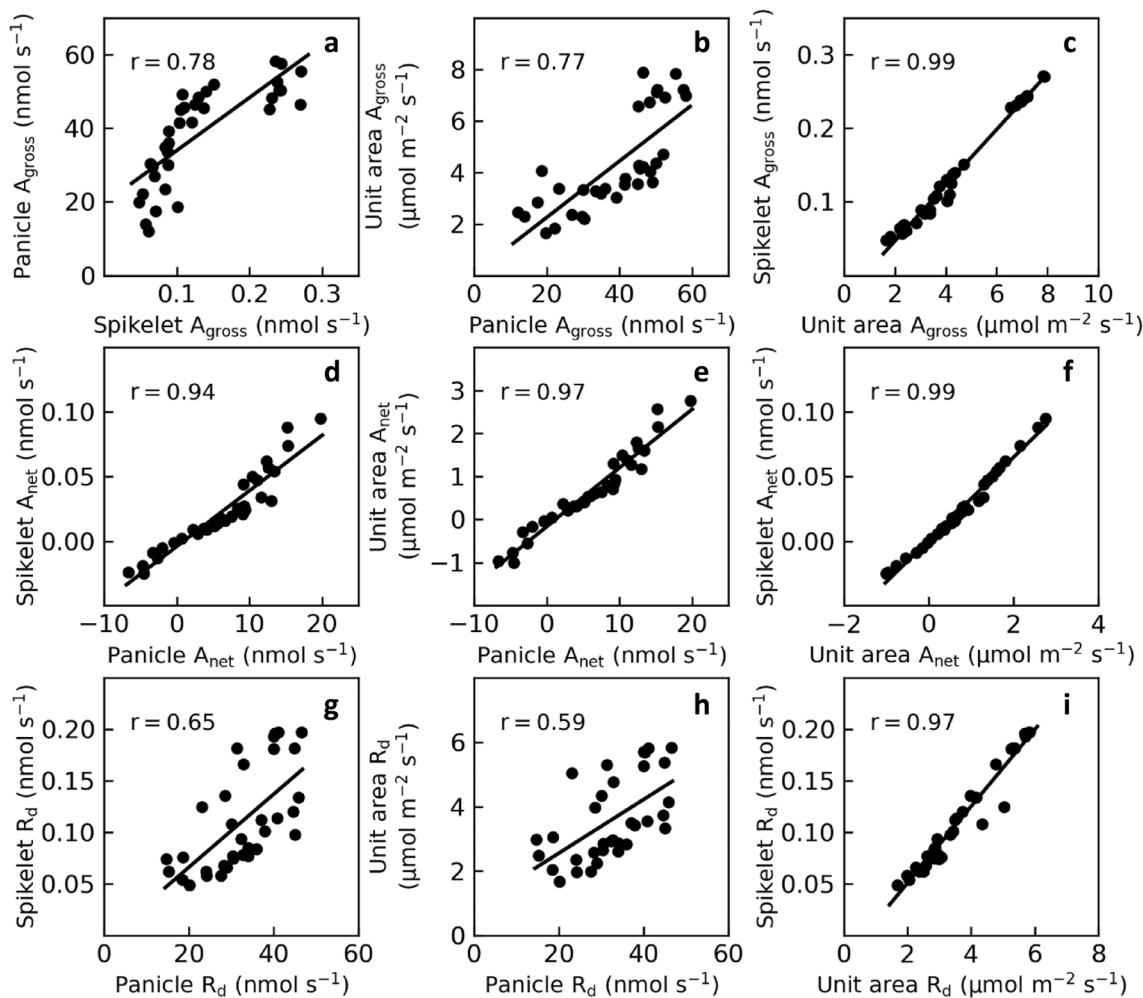 a
r = 0.78
Panicle A_gross (nmol s⁻¹)
60
40
20
0
0.1
0.2
0.3
Spikelet A_gross (nmol s⁻¹)
b
r = 0.77
Unit area A_gross
(μmol m⁻² s⁻¹)
8
6
4
2
0
20
40
60
Panicle A_gross (nmol s⁻¹)
c
r = 0.99
Spikelet A_gross (nmol s⁻¹)
0.3
0.2
0.1
0
2
4
6
8
10
Unit area A_gross (μmol m⁻² s⁻¹)
d
r = 0.94
Spikelet A_net (nmol s⁻¹)
0.10
0.05
0.00
−10
0
10
20
Panicle A_net (nmol s⁻¹)
e
r = 0.97
Unit area A_net
(μmol m⁻² s⁻¹)
3
2
1
0
−1
−10
0
10
20
Panicle A_net (nmol s⁻¹)
f
r = 0.99
Spikelet A_net (nmol s⁻¹)
0.10
0.05
0.00
−2
0
2
4
Unit area A_net (μmol m⁻² s⁻¹)
g
r = 0.65
Spikelet R_d (nmol s⁻¹)
0.20
0.15
0.10
0.05
0
20
40
60
Panicle R_d (nmol s⁻¹)
h
r = 0.59
Unit area R_d
(μmol m⁻² s⁻¹)
6
4
2
0
0
20
40
60
Panicle R_d (nmol s⁻¹)
i
r = 0.97
Spikelet R_d (nmol s⁻¹)
0.20
0.15
0.10
0.05
0
2
4
6
8
Unit area R_d (μmol m⁻² s⁻¹)